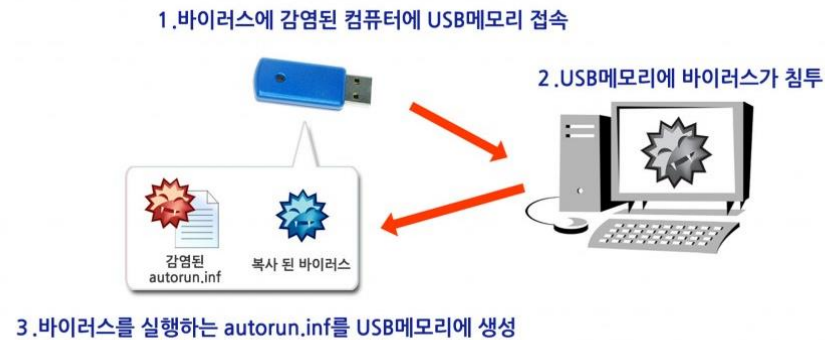 1.바이러스에 감염된 컴퓨터에 USB메모리 접속
2.USB메모리에 바이러스가 침투
감염된
autorun.inf
복사 된 바이러스
3.바이러스를 실행하는 autorun.inf를 USB메모리에 생성